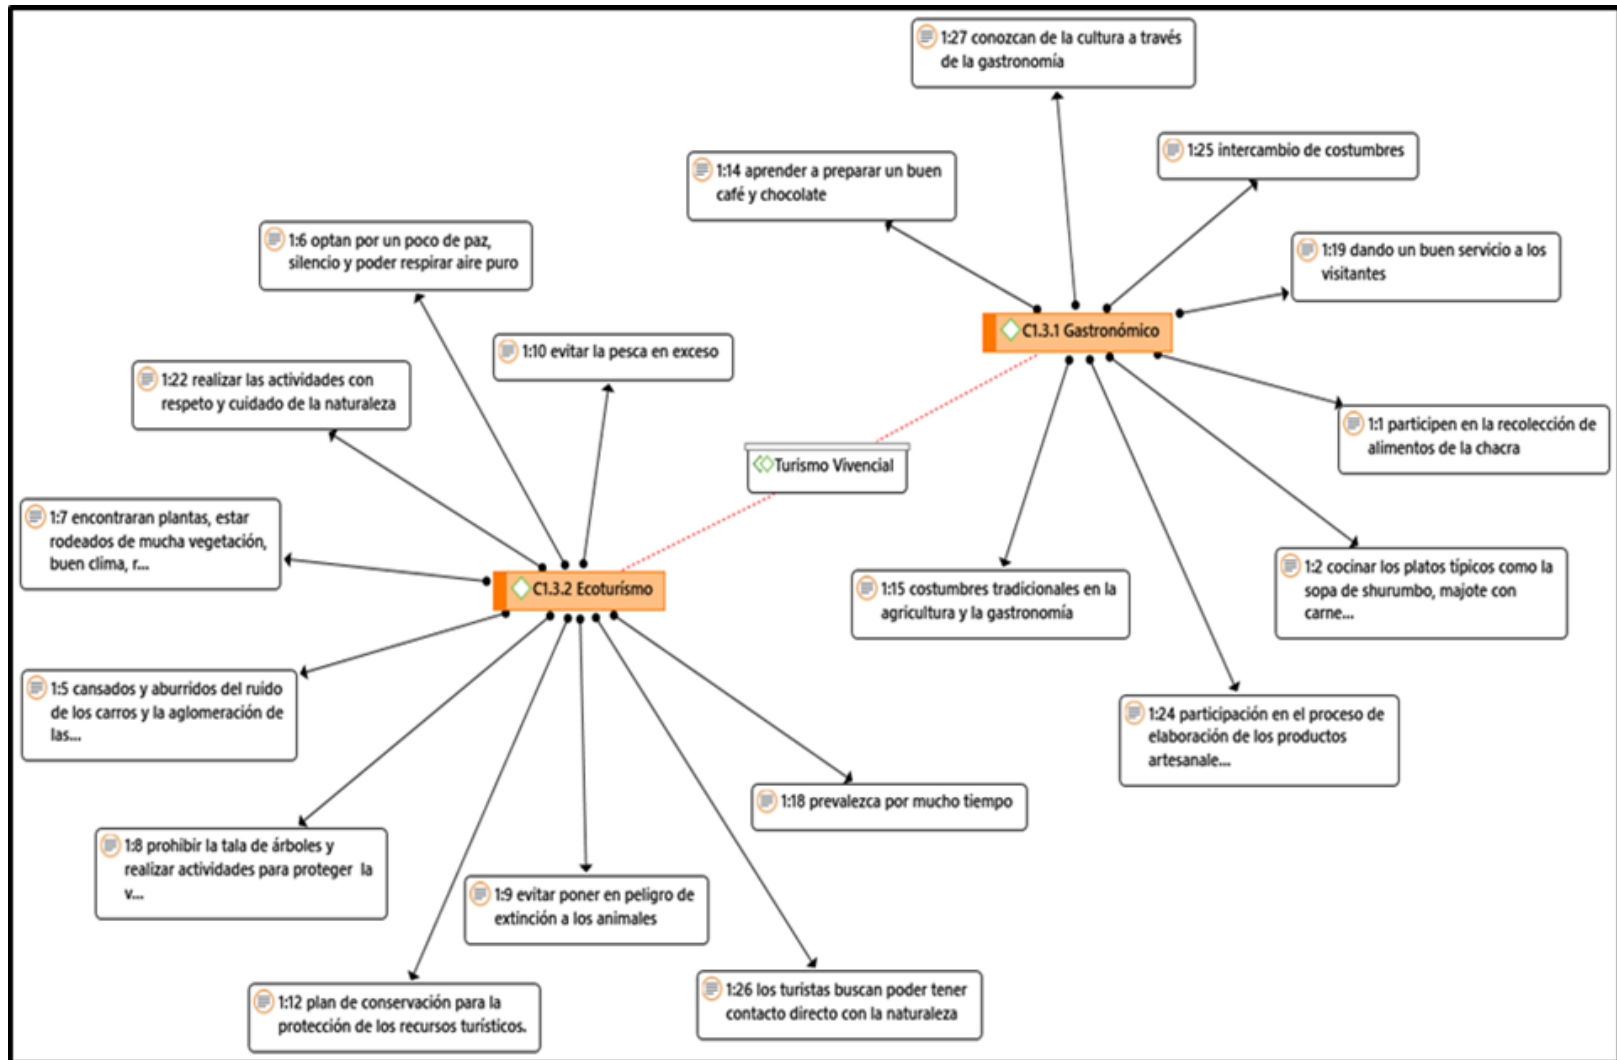 1:27 conozcan de la cultura a través
de la gastronomía
1:25 intercambio de costumbres
1:14 aprender a preparar un buen
café y chocolate
1:19 dando un buen servicio a los
visitantes
1:6 optan por un poco de paz,
silencio y poder respirar aire puro
C1.3.1 Gastronómico
1:10 evitar la pesca en exceso
1:22 realizar las actividades con
respeto y cuidado de la naturaleza
1:1 participen en la recolección de
alimentos de la chacra
Turismo Vivencial
1:7 encontraran plantas, estar
rodeados de mucha vegetación,
buen clima, r...
C1.3.2 Ecoturísmo
1:15 costumbres tradicionales en la
agricultura y la gastronomía
1:2 cocinar los platos típicos como la
sopa de shurumbo, majote con
carne...
1:5 cansados y aburridos del ruido
de los carros y la aglomeración de
las...
1:24 participación en el proceso de
elaboración de los productos
artesanale...
1:18 prevalezca por mucho tiempo
1:8 prohibir la tala de árboles y
realizar actividades para proteger la
v...
1:9 evitar poner en peligro de
extinción a los animales
1:12 plan de conservación para la
protección de los recursos turísticos.
1:26 los turistas buscan poder tener
contacto directo con la naturaleza